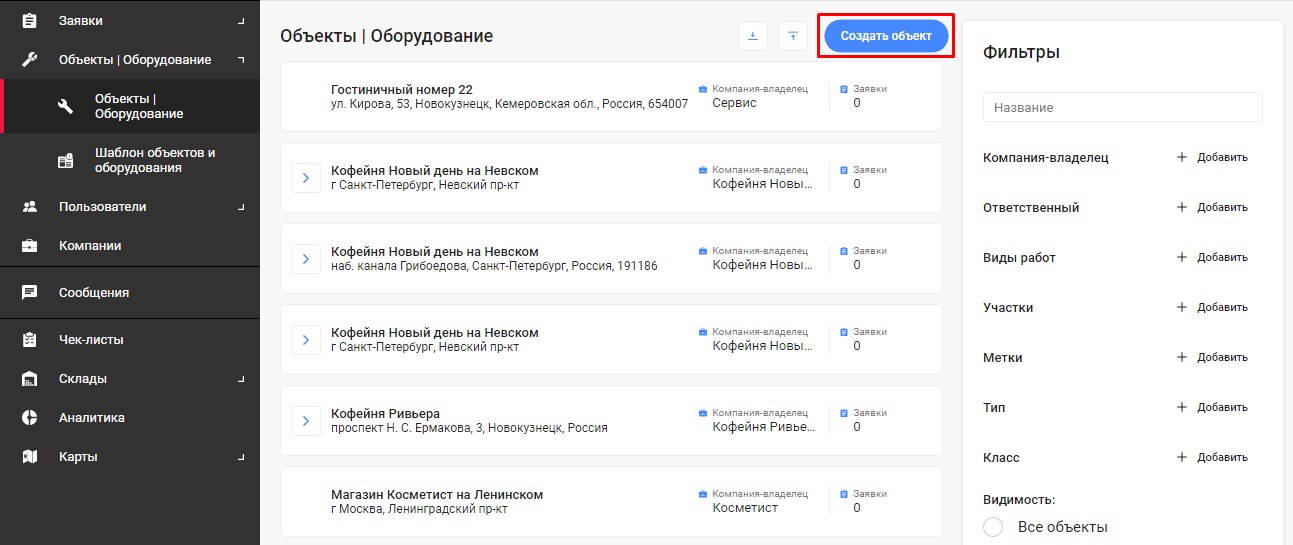 Заявки
Объекты | Оборудование
Объекты |
Оборудование
Шаблон объектов и
оборудования
Пользователи
Компании
Сообщения
Чек-листы
Склады
Аналитика
Карты
Объекты | Оборудование
Создать объект
Гостиничный номер 22
ул. Кирова, 53, Новокузнецк, Кемеровская обл., Россия, 654007
Компания-владелец
Сервис
Заявки
0
Кофейня Новый день на Невском
г Санкт-Петербург, Невский пр-кт
Компания-владелец
Кофейня Новы...
Заявки
0
Кофейня Новый день на Невском
наб. канала Грибоедова, Санкт-Петербург, Россия, 191186
Компания-владелец
Кофейня Новы...
Заявки
0
Кофейня Новый день на Невском
г Санкт-Петербург, Невский пр-кт
Компания-владелец
Кофейня Новы...
Заявки
0
Кофейня Ривьера
проспект Н. С. Ермакова, 3, Новокузнецк, Россия
Компания-владелец
Кофейня Ривье...
Заявки
0
Магазин Косметист на Ленинском
г Москва, Ленинградский пр-кт
Компания-владелец
Косметист
Заявки
0
Фильтры
Название
Компания-владелец + Добавить
Ответственный + Добавить
Виды работ + Добавить
Участки + Добавить
Метки + Добавить
Тип + Добавить
Класс + Добавить
Видимость:
Все объекты